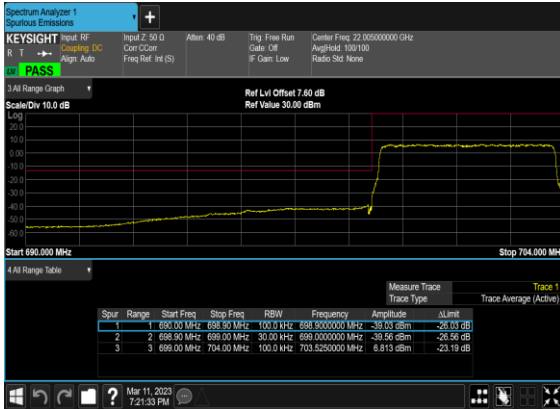 Spectrum Analyzer 1
Spurious Emissions
+
KEYSIGHT Input: RF Input Z: 50 Ω Atten: 40 dB Trig: Free Run Center Freq: 22.005000000 GHz
R T Coupling: DC Corr CCorr Gate: Off Avg|Hold: 100/100
Align: Auto Freq Ref: Int (S) IF Gain: Low Radio Std: None
PASS
3 All Range Graph
Ref Lvl Offset 7.60 dB
Scale/Div 10.0 dB Ref Value 30.00 dBm
Log
20.0
10.0
0.00
-10.0
-20.0
-30.0
-40.0
-50.0
-60.0
Start 690.000 MHz Stop 704.000 MHz
4 All Range Table
Measure Trace Trace 1
Trace Type Trace Average (Active)
Spur Range Start Freq Stop Freq RBW Frequency Amplitude ΔLimit
1 1 690.00 MHz 698.90 MHz 100.0 kHz 698.9000000 MHz -39.03 dBm -26.03 dB
2 2 698.90 MHz 699.00 MHz 30.00 kHz 699.0000000 MHz -39.56 dBm -26.56 dB
3 3 699.00 MHz 704.00 MHz 100.0 kHz 703.5250000 MHz 6.813 dBm -23.19 dB
? Mar 11, 2023
7:21:33 PM